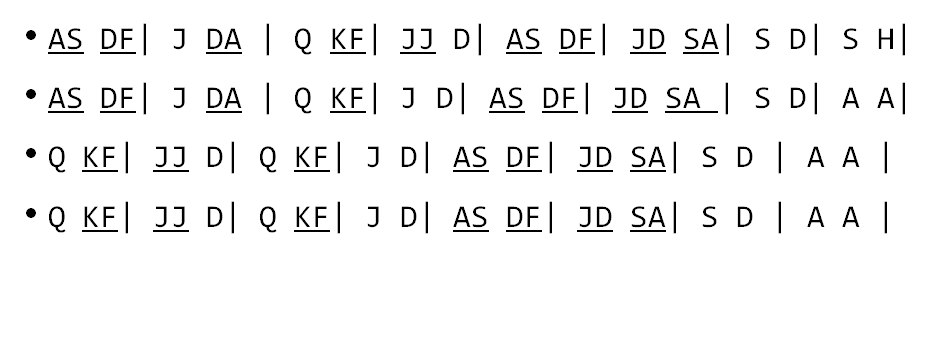 • AS DF| J DA | Q KF| JJ D| AS DF| JD SA| S D| S H|
• AS DF| J DA | Q KF| J D| AS DF| JD SA | S D| A A|
• Q KF| JJ D| Q KF| J D| AS DF| JD SA| S D | A A |
• Q KF| JJ D| Q KF| J D| AS DF| JD SA| S D | A A |